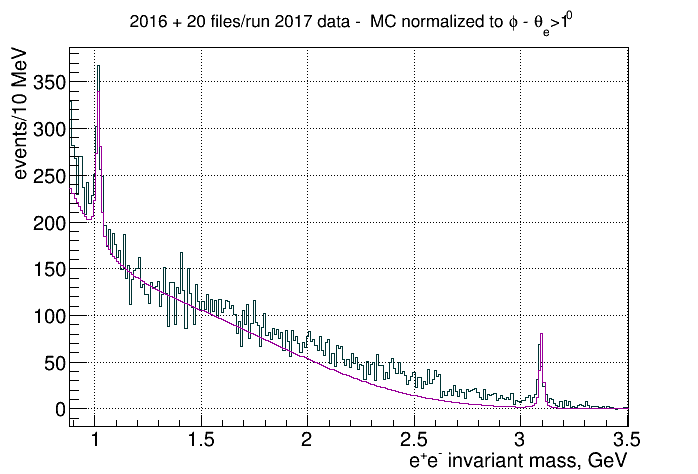 2016 + 20 files/run 2017 data - MC normalized to ϕ - θe>1⁰
events/10 MeV
350
300
250
200
150
100
50
0
1 1.5 2 2.5 3 3.5
e⁺e⁻ invariant mass, GeV